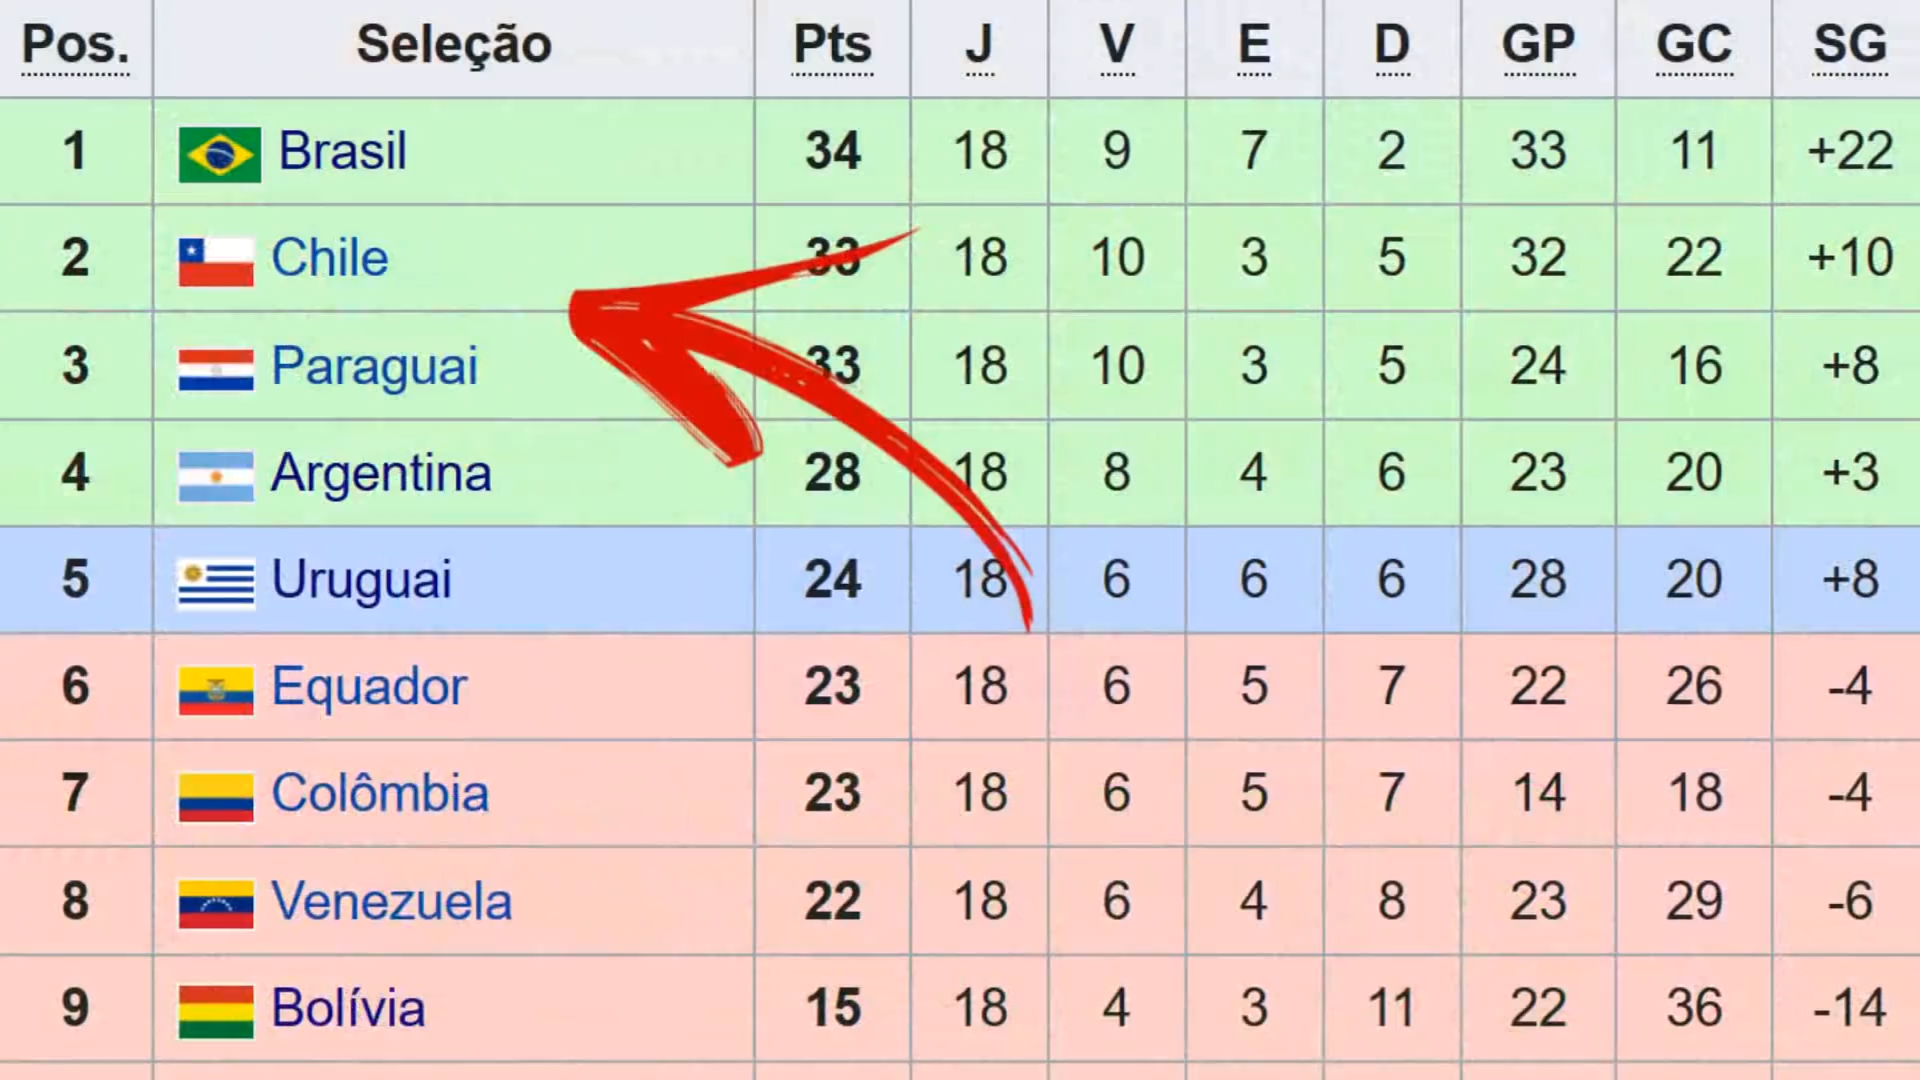 Pos. Seleção Pts J V E D GP GC SG
1 Brasil 34 18 9 7 2 33 11 +22
2 Chile 33 18 10 3 5 32 22 +10
3 Paraguai 33 18 10 3 5 24 16 +8
4 Argentina 28 18 8 4 6 23 20 +3
5 Uruguai 24 18 6 6 6 28 20 +8
6 Equador 23 18 6 5 7 22 26 -4
7 Colômbia 23 18 6 5 7 14 18 -4
8 Venezuela 22 18 6 4 8 23 29 -6
9 Bolívia 15 18 4 3 11 22 36 -14